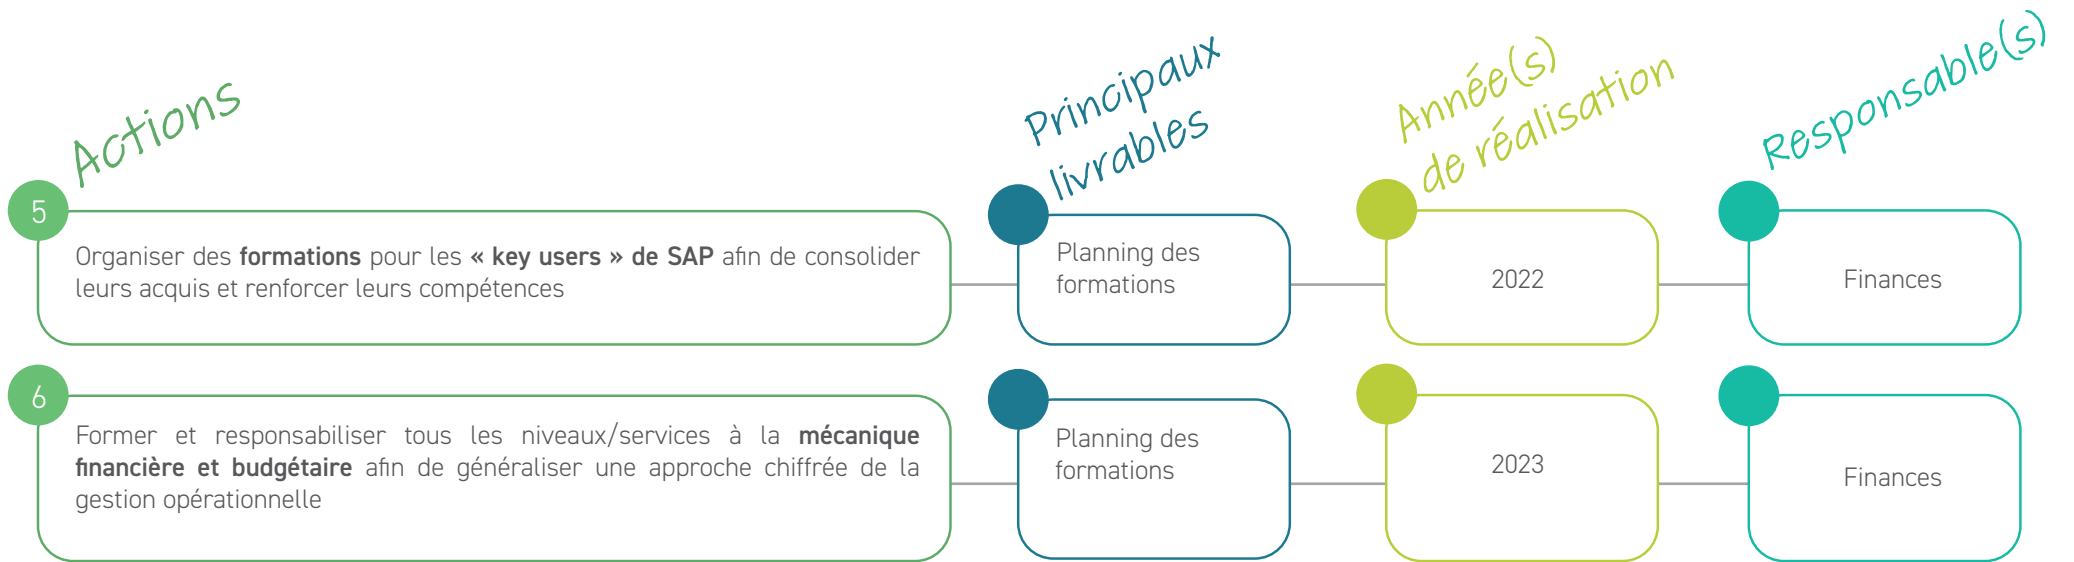 Actions
Principaux
livrables
Année(s)
de réalisation
Responsable(s)
5
Organiser des formations pour les « key users » de SAP afin de consolider
leurs acquis et renforcer leurs compétences
Planning des
formations
2022
Finances
6
Former et responsabiliser tous les niveaux/services à la mécanique
financière et budgétaire afin de généraliser une approche chiffrée de la
gestion opérationnelle
Planning des
formations
2023
Finances